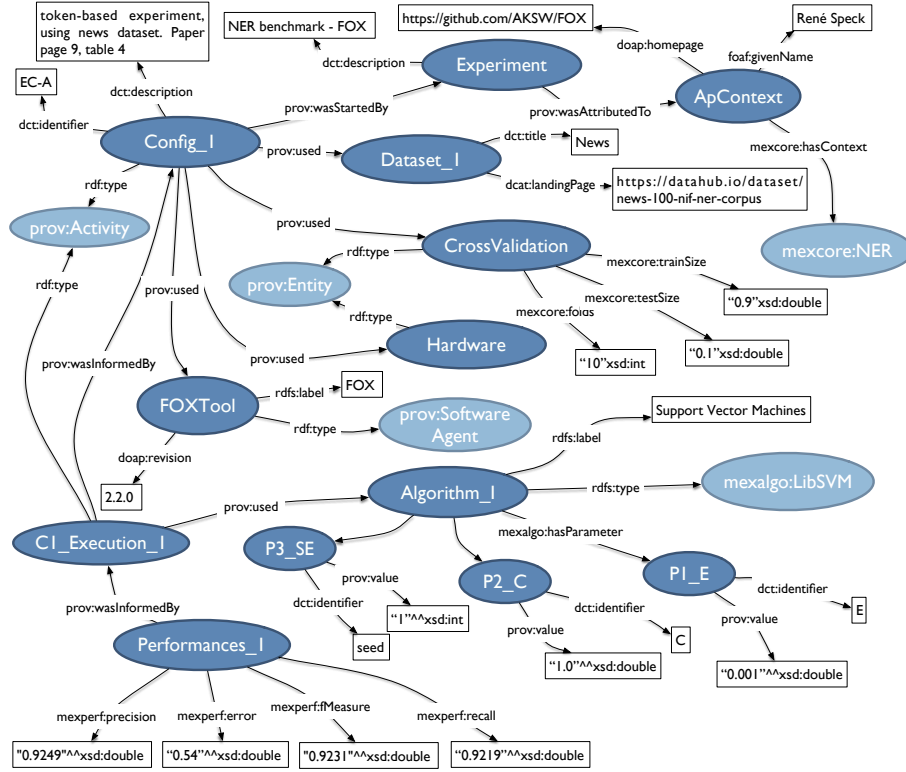 token-based experiment,
using news dataset. Paper
page 9, table 4
NER benchmark - FOX
https://github.com/AKSW/FOX
René Speck
doap:homepage
foaf:givenName
EC-A
dct:description
dct:description
Experiment
ApContext
dct:identifier
prov:wasStartedBy
prov:wasAttributedTo
Config_1
prov:used
Dataset_1
dct:title
News
mexcore:hasContext
dcat:landingPage
https://datahub.io/dataset/
news-100-nif-ner-corpus
rdf:type
prov:Activity
prov:used
CrossValidation
mexcore:NER
rdf:type
rdf:type
mexcore:trainSize
prov:Entity
prov:used
mexcore:testSize
“0.9”xsd:double
mexcore:folds
rdf:type
prov:wasInformedBy
prov:used
Hardware
“10”xsd:int
“0.1”xsd:double
FOXTool
rdfs:label
FOX
rdf:type
prov:Software
Agent
Support Vector Machines
rdfs:label
doap:revision
2.2.0
prov:used
Algorithm_1
rdfs:type
mexalgo:LibSVM
C1_Execution_1
mexalgo:hasParameter
P3_SE
prov:value
P2_C
P1_E
dct:identifier
dct:identifier
dct:identifier
prov:wasInformedBy
“1”^^xsd:int
E
prov:value
prov:value
Performances_1
seed
C
“1.0”^^xsd:double
“0.001”^^xsd:double
mexperf:precision
mexperf:error
mexperf:fMeasure
mexperf:recall
"0.9249"^^xsd:double
“0.54”^^xsd:double
"0.9231"^^xsd:double
“0.9219”^^xsd:double